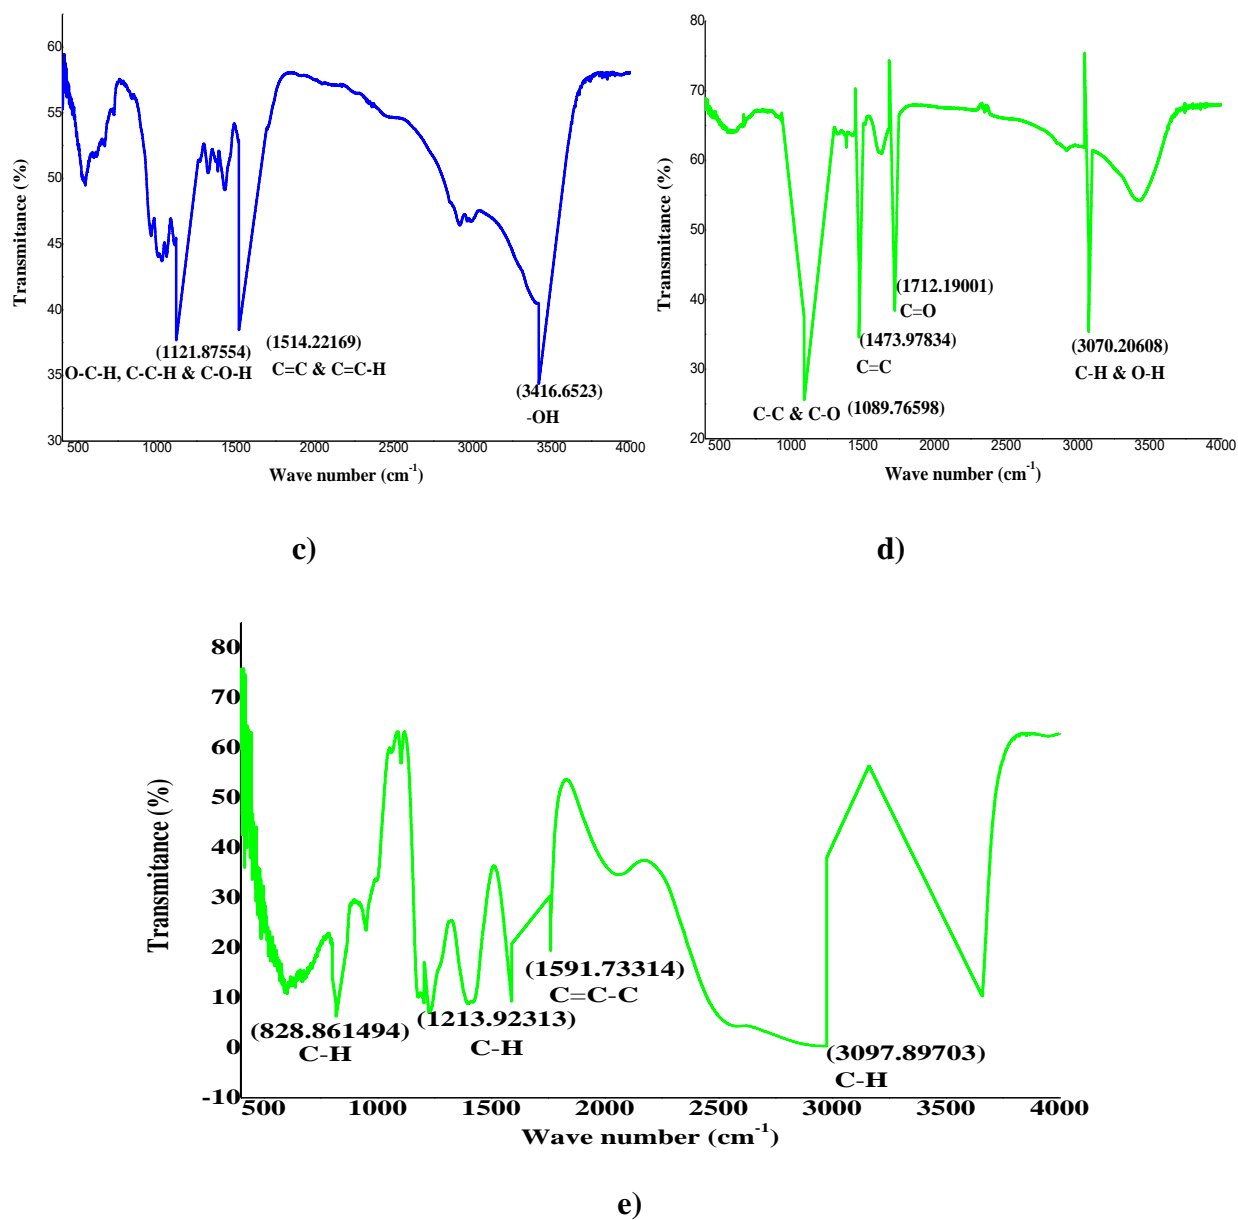 60
55
50
45
40
35
30
Transmitance (%)
(1121.87554)
O-C-H, C-C-H & C-O-H
(1514.22169)
C=C & C=C-H
(3416.6523)
-OH
500 1000 1500 2000 2500 3000 3500 4000
Wave number (cm-1)
c)
80
70
60
50
40
30
20
Transmitance (%)
(1712.19001)
C=O
(1473.97834)
C=C
(3070.20608)
C-H & O-H
C-C & C-O (1089.76598)
500 1000 1500 2000 2500 3000 3500 4000
Wave number (cm-1)
d)
80
70
60
50
40
30
20
10
0
-10
Transmitance (%)
(1591.73314)
C=C-C
(828.861494)
C-H
(1213.92313)
C-H
(3097.89703)
C-H
500 1000 1500 2000 2500 3000 3500 4000
Wave number (cm-1)
e)